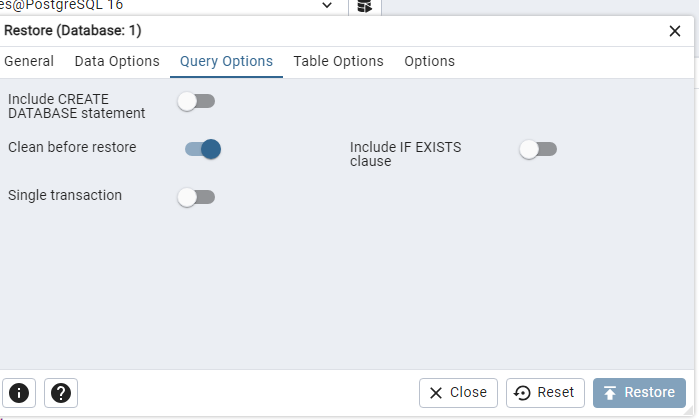 es@PostgreSQL 16
Restore (Database: 1)
General Data Options Query Options Table Options Options
Include CREATE
DATABASE statement
Clean before restore
Include IF EXISTS
clause
Single transaction
Close Reset Restore